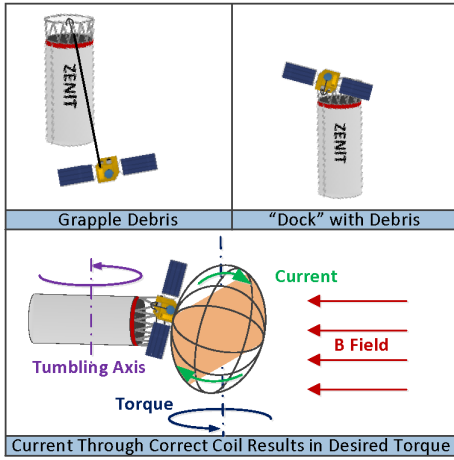 ZENIT
ZENIT
Grapple Debris
“Dock” with Debris
Current
B Field
Tumbling Axis
Torque
Current Through Correct Coil Results in Desired Torque